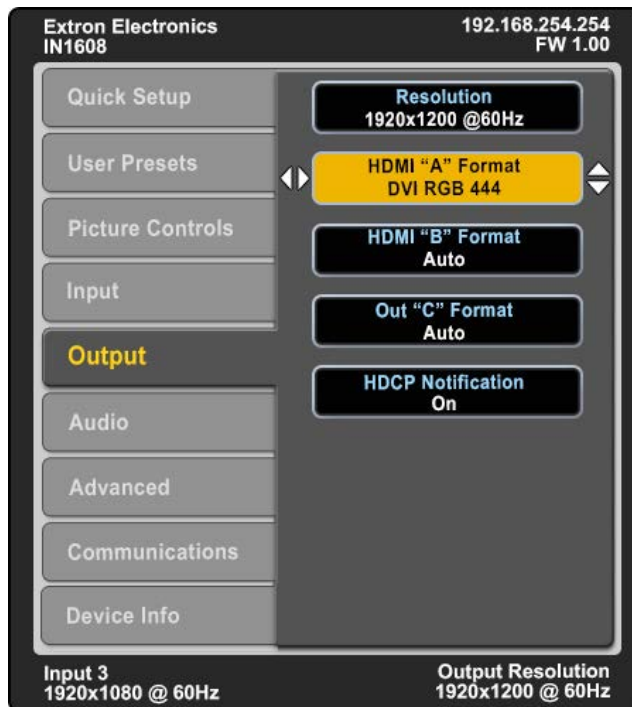 Extron Electronics
IN1608
192.168.254.254
FW 1.00
Quick Setup
User Presets
Picture Controls
Input
Output
Audio
Advanced
Communications
Device Info
Resolution
1920x1200 @60Hz
HDMI “A” Format
DVI RGB 444
HDMI “B” Format
Auto
Out “C” Format
Auto
HDCP Notification
On
Input 3
1920x1080 @ 60Hz
Output Resolution
1920x1200 @ 60Hz